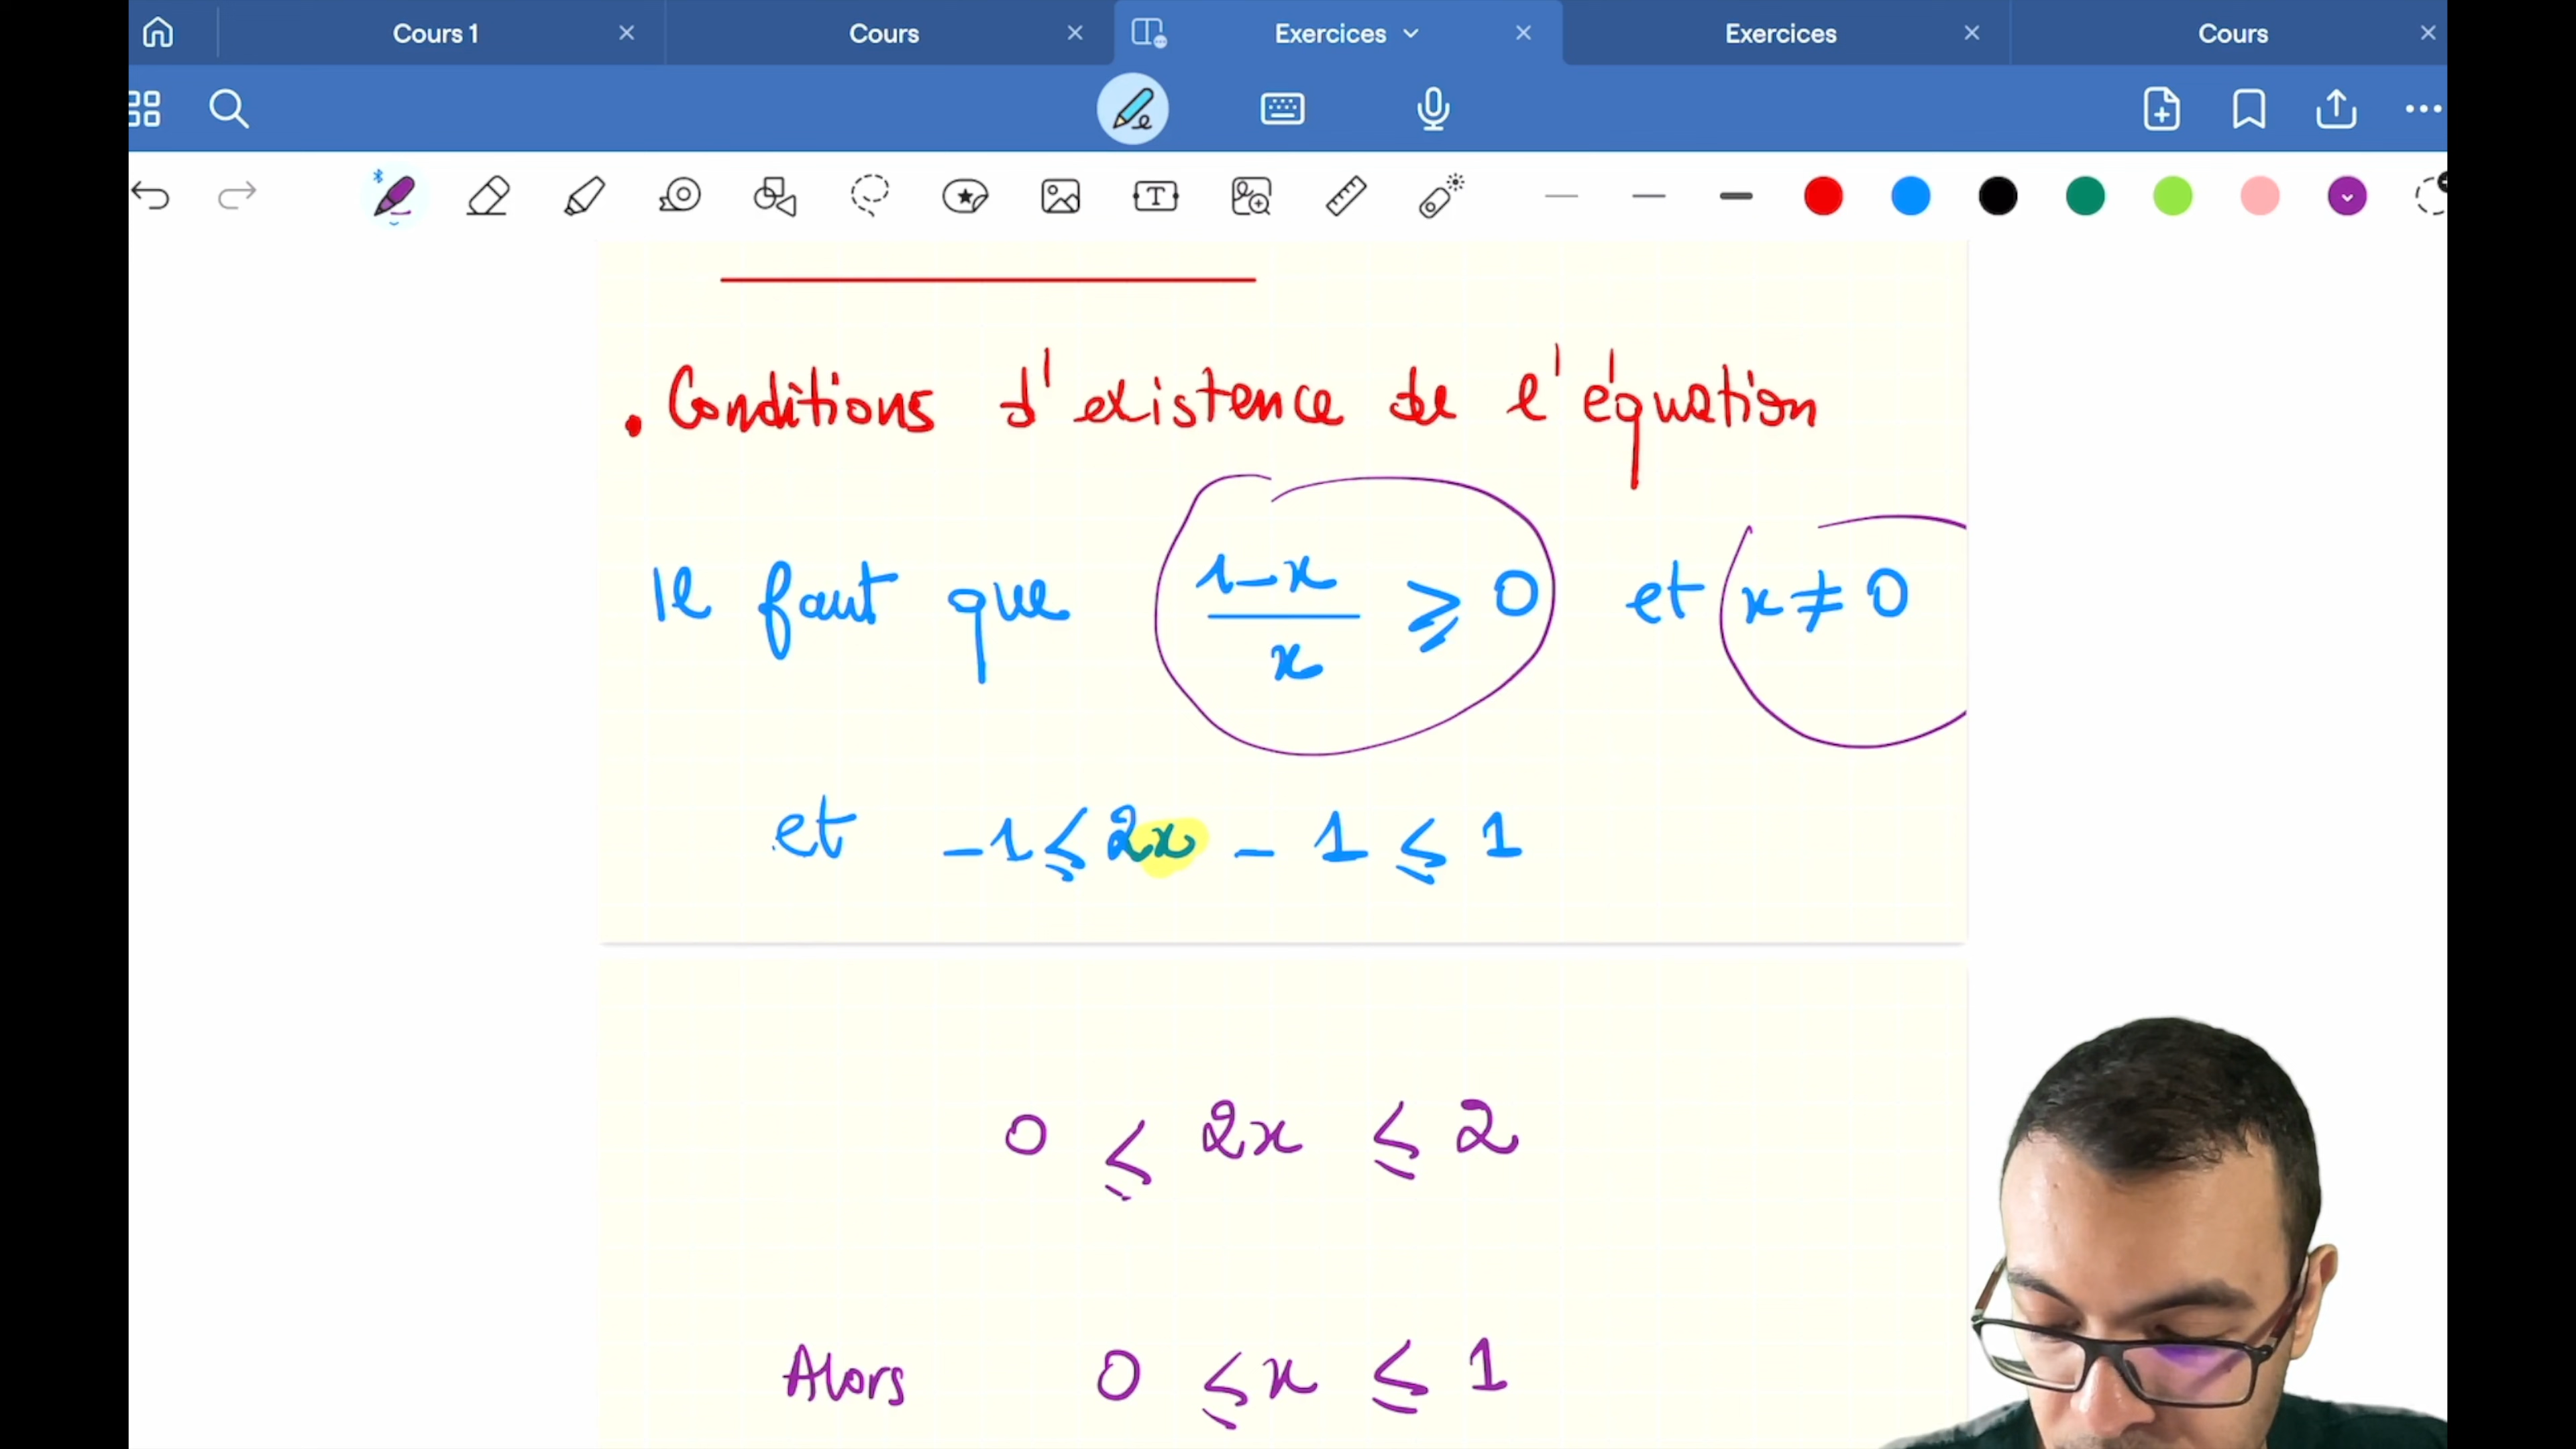 Cours 1 Cours Exercices Exercices Cours
. Conditions d'existence de l'équation
Il faut que (1-x)/x ⩾ 0 et x ≠ 0
et -1 ≤ 2x - 1 ≤ 1
0 ≤ 2x ≤ 2
Alors 0 ≤ x ≤ 1